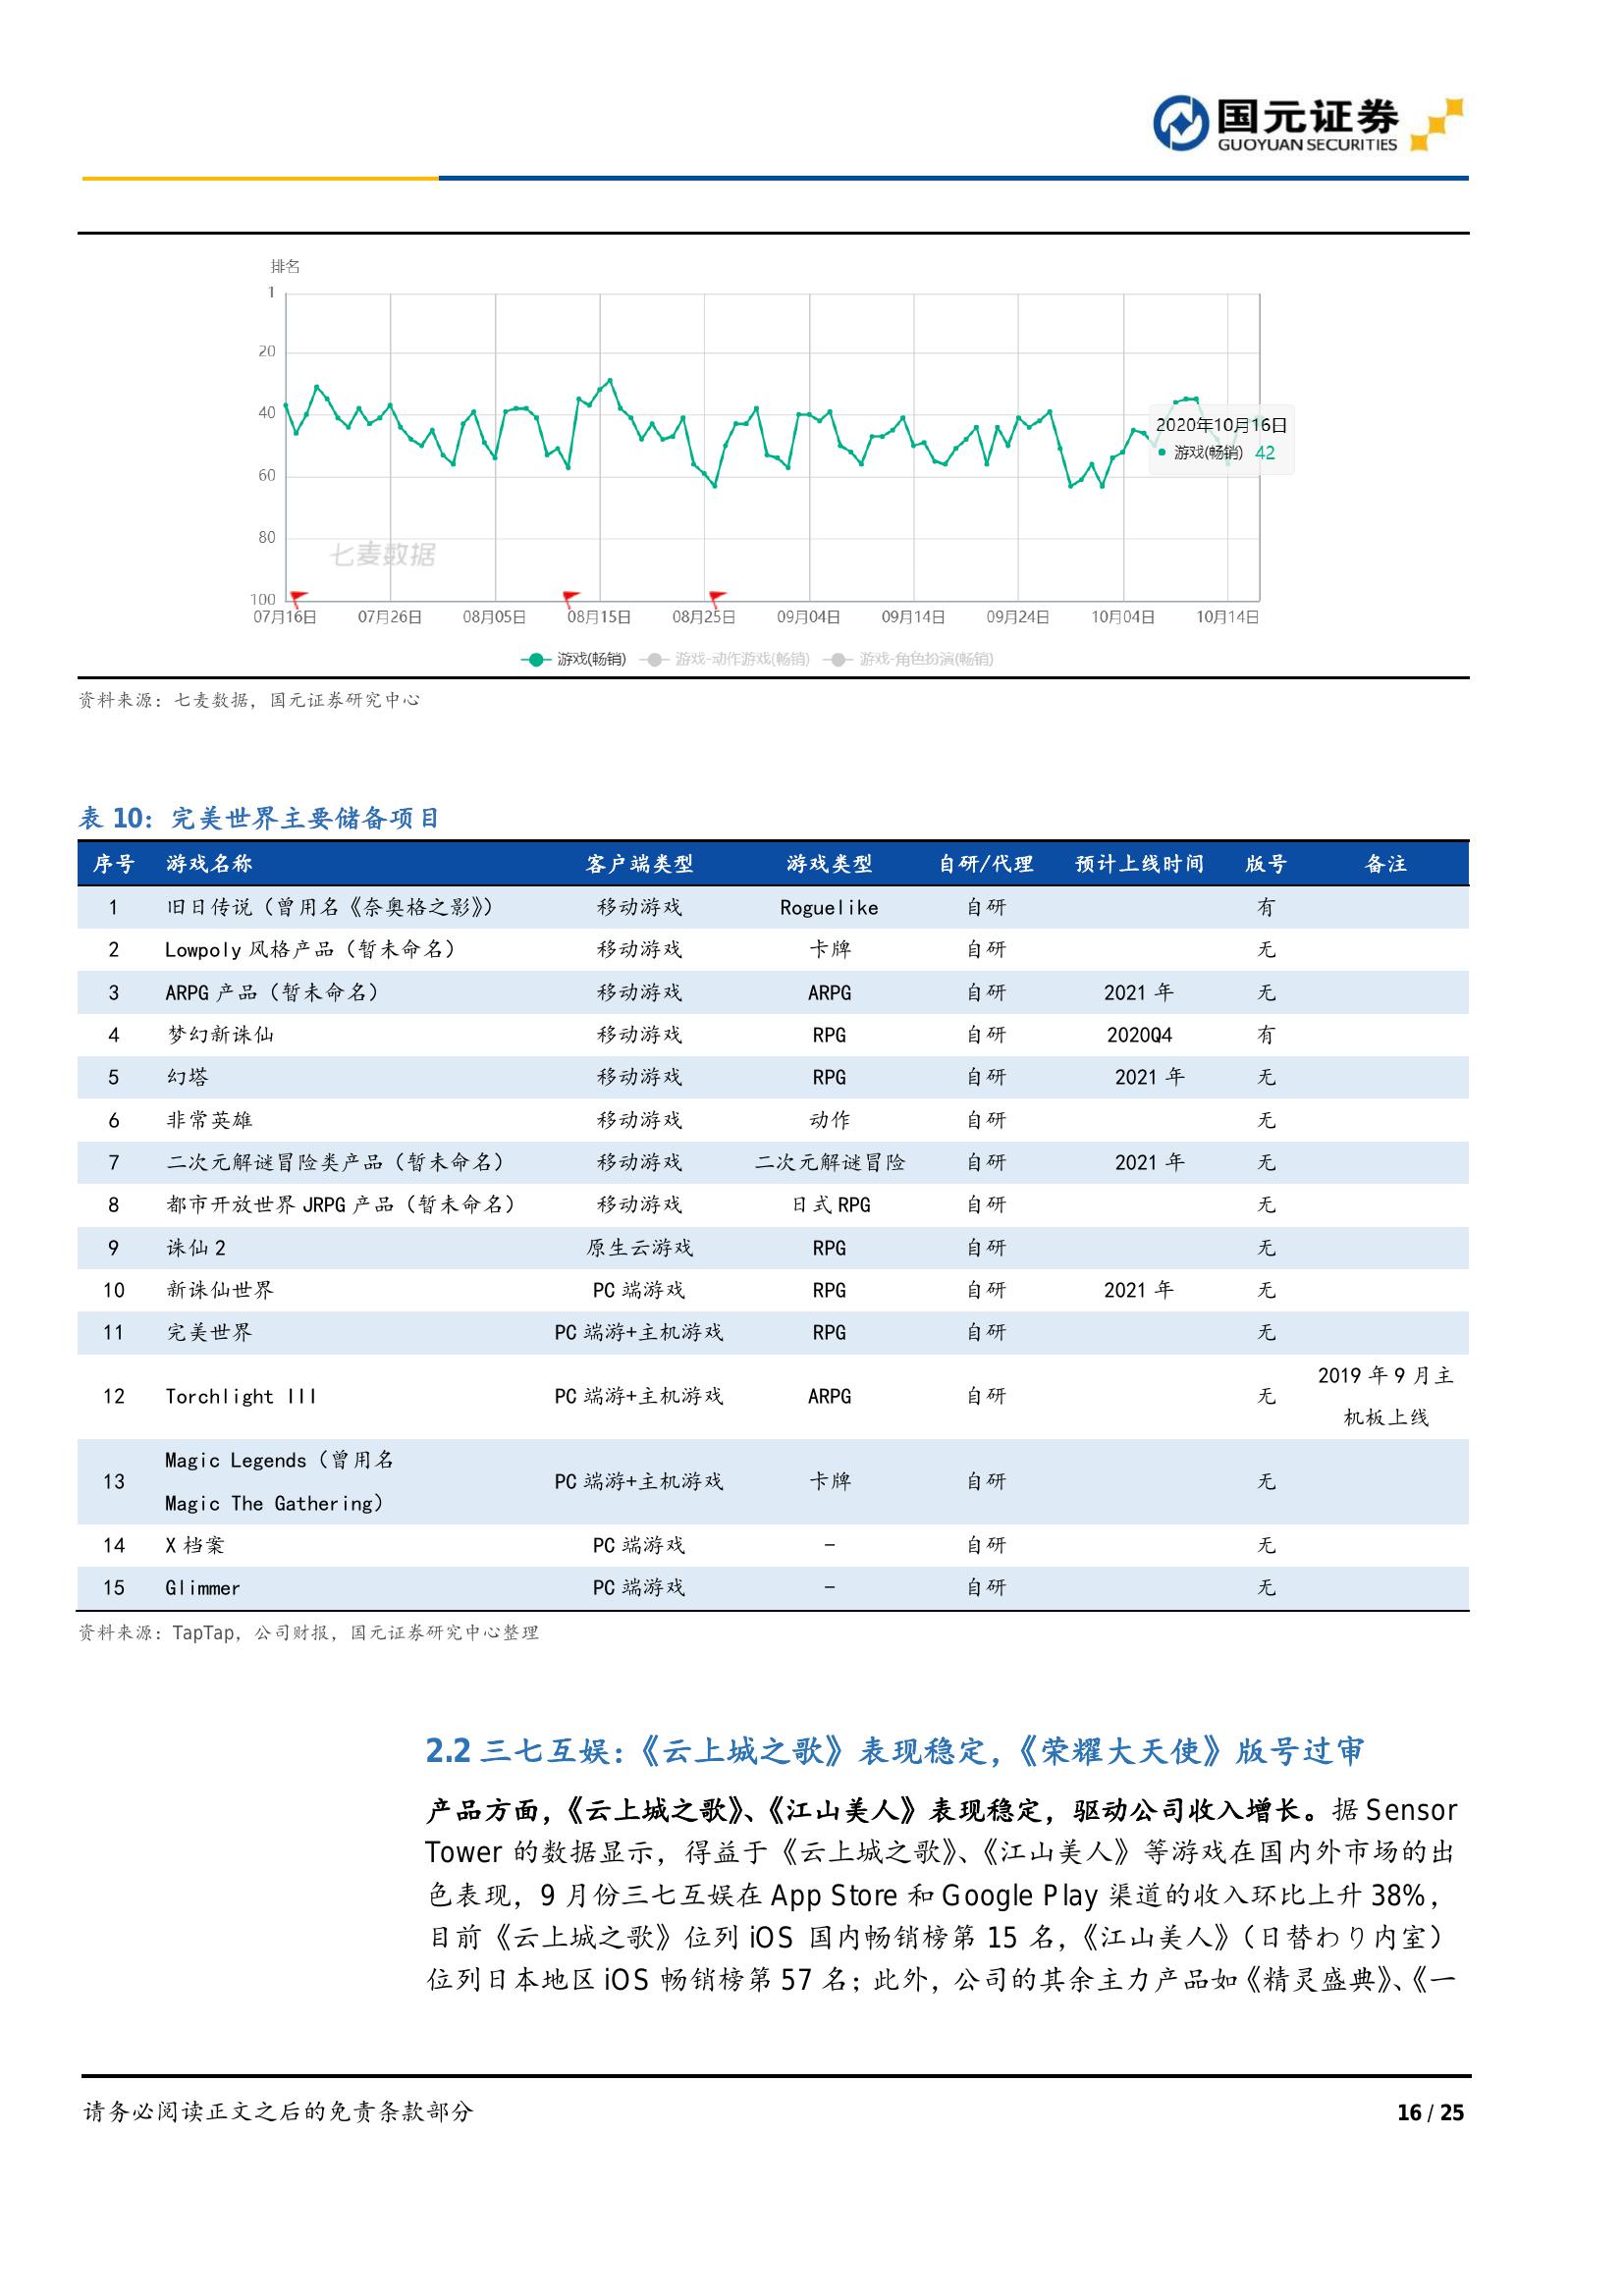 国元证券
GUOYUAN SECURITIES
排名
1
20
40
60
80
100
2020年10月16日
游戏(畅销) 42
七麦数据
07月16日 07月26日 08月05日 08月15日 08月25日 09月04日 09月14日 09月24日 10月04日 10月14日
游戏(畅销) 游戏-动作游戏(畅销) 游戏-角色扮演(畅销)
资料来源：七麦数据，国元证券研究中心
表 10：完美世界主要储备项目
序号 游戏名称 客户端类型 游戏类型 自研/代理 预计上线时间 版号 备注
1 旧日传说（曾用名《奈奥格之影》） 移动游戏 Roguelike 自研 有
2 Lowpoly 风格产品（暂未命名） 移动游戏 卡牌 自研 无
3 ARPG 产品（暂未命名） 移动游戏 ARPG 自研 2021 年 无
4 梦幻新诛仙 移动游戏 RPG 自研 2020Q4 有
5 幻塔 移动游戏 RPG 自研 2021 年 无
6 非常英雄 移动游戏 动作 自研 无
7 二次元解谜冒险类产品（暂未命名） 移动游戏 二次元解谜冒险 自研 2021 年 无
8 都市开放世界 JRPG 产品（暂未命名） 移动游戏 日式 RPG 自研 无
9 诛仙 2 原生云游戏 RPG 自研 无
10 新诛仙世界 PC 端游戏 RPG 自研 2021 年 无
11 完美世界 PC 端游+主机游戏 RPG 自研 无
12 Torchlight III PC 端游+主机游戏 ARPG 自研 无 2019 年 9 月主
机板上线
13 Magic Legends（曾用名
Magic The Gathering） PC 端游+主机游戏 卡牌 自研 无
14 X 档案 PC 端游戏 - 自研 无
15 Glimmer PC 端游戏 - 自研 无
资料来源：TapTap，公司财报，国元证券研究中心整理
2.2 三七互娱：《云上城之歌》表现稳定，《荣耀大天使》版号过审
产品方面，《云上城之歌》、《江山美人》表现稳定，驱动公司收入增长。据 Sensor
Tower 的数据显示，得益于《云上城之歌》、《江山美人》等游戏在国内外市场的出
色表现，9 月份三七互娱在 App Store 和 Google Play 渠道的收入环比上升 38%，
目前《云上城之歌》位列 iOS 国内畅销榜第 15 名，《江山美人》（日替わり内室）
位列日本地区 iOS 畅销榜第 57 名；此外，公司的其余主力产品如《精灵盛典》、《一
请务必阅读正文之后的免责条款部分
16 / 25